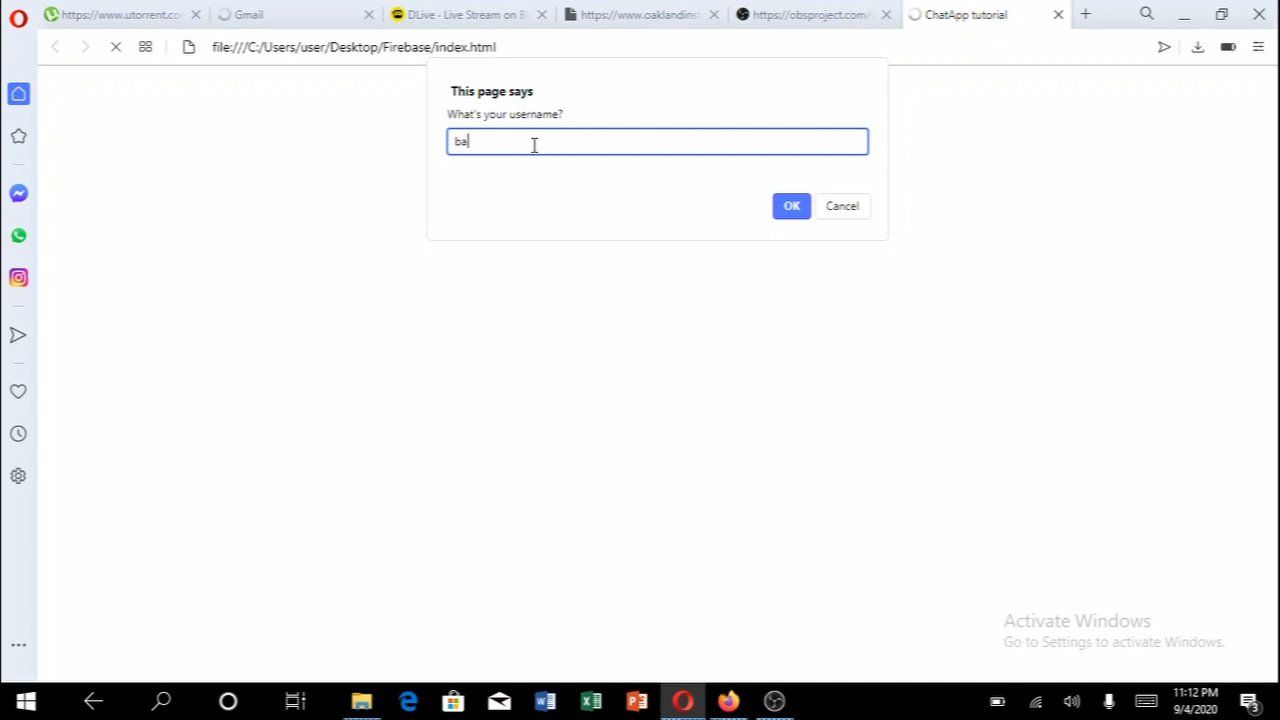 https://www.utorrent.co
Gmail
DLive - Live Stream on B
https://www.oaklandins
https://obsproject.com/
ChatApp tutorial
file:///C:/Users/user/Desktop/Firebase/index.html
This page says
What's your username?
ba
OK
Cancel
Activate Windows
Go to Settings to activate Windows.
11:12 PM
9/4/2020
3